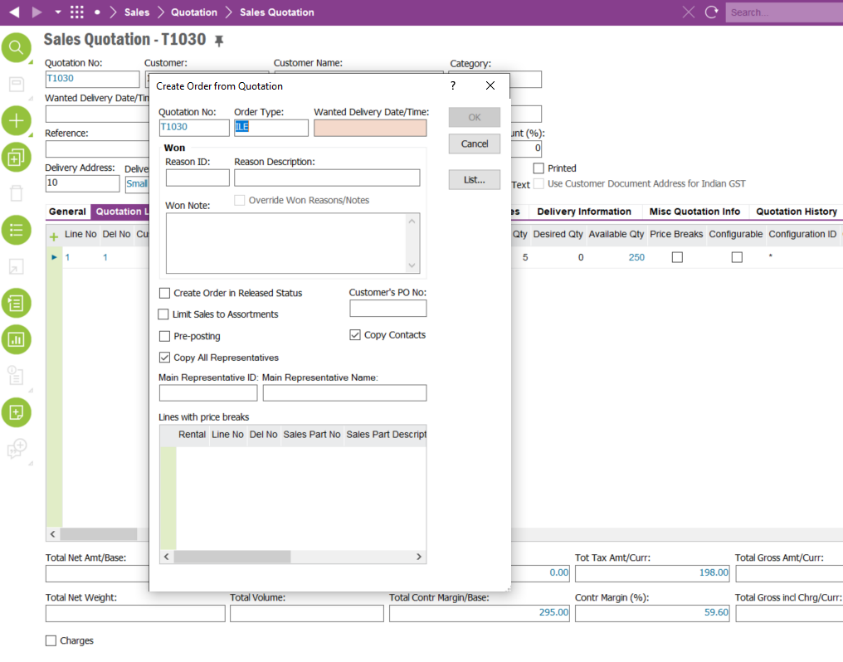 Sales Quotation Sales Quotation
Search...
Sales Quotation - T1030
Quotation No: Customer: Customer Name: Category:
T1030
Wanted Delivery Date/Tin
Reference:
unt (%):
0
Delivery Address: Delive
10 Small
Printed
Text Use Customer Document Address for Indian GST
General Quotation L
es Delivery Information Misc Quotation Info Quotation History
Line No Del No Cu
Qty Desired Qty Available Qty Price Breaks Configurable Configuration ID
1 1
5 0 250 *
Create Order from Quotation ?
Quotation No: Order Type: Wanted Delivery Date/Time:
T1030 ILE
OK
Cancel
List...
Won
Reason ID: Reason Description:
Won Note: Override Won Reasons/Notes
Create Order in Released Status Customer's PO No:
Limit Sales to Assortments
Pre-posting Copy Contacts
Copy All Representatives
Main Representative ID: Main Representative Name:
Lines with price breaks
Rental Line No Del No Sales Part No Sales Part Descript
Total Net Amt/Base: Tot Tax Amt/Curr: Total Gross Amt/Curr:
0.00 198.00
Total Net Weight: Total Volume: Total Contr Margin/Base: Contr Margin (%): Total Gross incl Chrg/Curr:
295.00 59.60
Charges